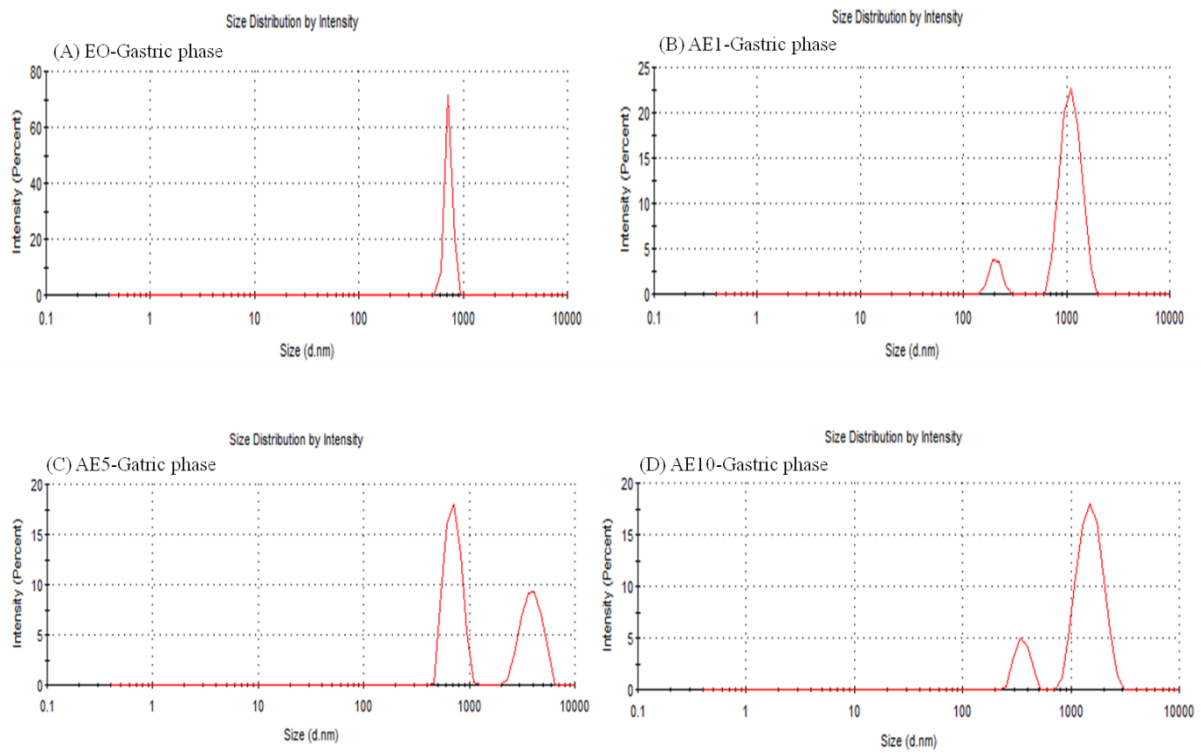 Size Distribution by Intensity
(A) EO-Gastric phase
Intensity (Percent)
80
60
40
20
0
0.1 1 10 100 1000 10000
Size (d.nm)
Size Distribution by Intensity
(B) AE1-Gastric phase
Intensity (Percent)
25
20
15
10
5
0
0.1 1 10 100 1000 10000
Size (d.nm)
Size Distribution by Intensity
(C) AE5-Gatric phase
Intensity (Percent)
20
15
10
5
0
0.1 1 10 100 1000 10000
Size (d.nm)
Size Distribution by Intensity
(D) AE10-Gastric phase
Intensity (Percent)
20
15
10
5
0
0.1 1 10 100 1000 10000
Size (d.nm)